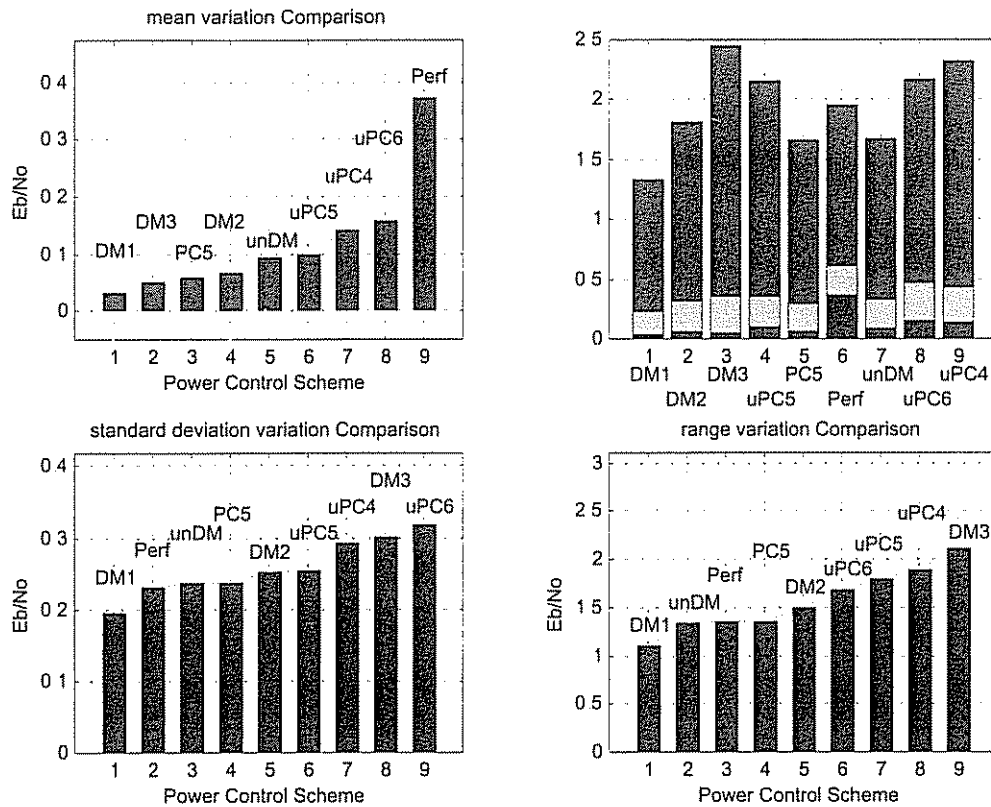 mean variation Comparison
0 4
0 3
0 2
0 1
0
Eb/No
DM1
DM3
PC5
DM2
unDM
uPC5
uPC4
uPC6
Perf
1 2 3 4 5 6 7 8 9
Power Control Scheme
2 5
2
1 5
1
0 5
0
1 2 3 4 5 6 7 8 9
DM1 DM3 PC5 unDM uPC4
DM2 uPC5 Perf uPC6
standard deviation variation Comparison
0 4
0.3
0.2
0 1
0
Eb/No
DM1
Perf
unDM
PC5
DM2
uPC5
uPC4
DM3
uPC6
1 2 3 4 5 6 7 8 9
Power Control Scheme
range variation Comparison
3
2 5
2
1.5
1
0.5
0
Eb/No
DM1
unDM
Perf
PC5
DM2
uPC6
uPC5
uPC4
DM3
1 2 3 4 5 6 7 8 9
Power Control Scheme